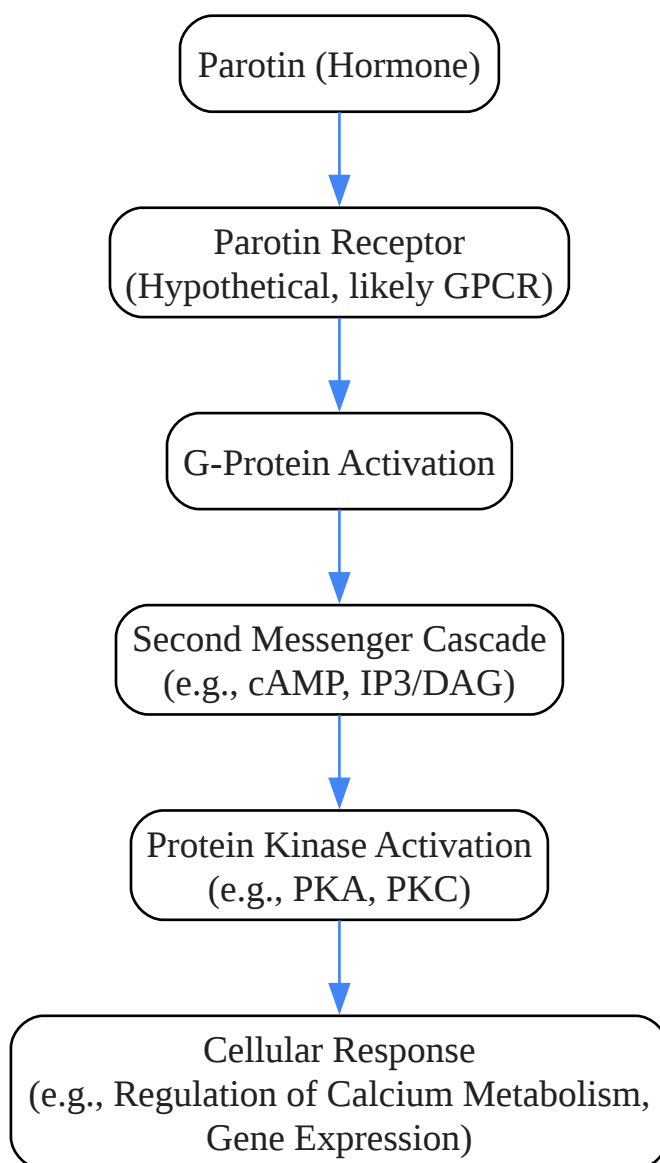 Parotin (Hormone)
Parotin Receptor
(Hypothetical, likely GPCR)
G-Protein Activation
Second Messenger Cascade
(e.g., cAMP, IP3/DAG)
Protein Kinase Activation
(e.g., PKA, PKC)
Cellular Response
(e.g., Regulation of Calcium Metabolism,
Gene Expression)